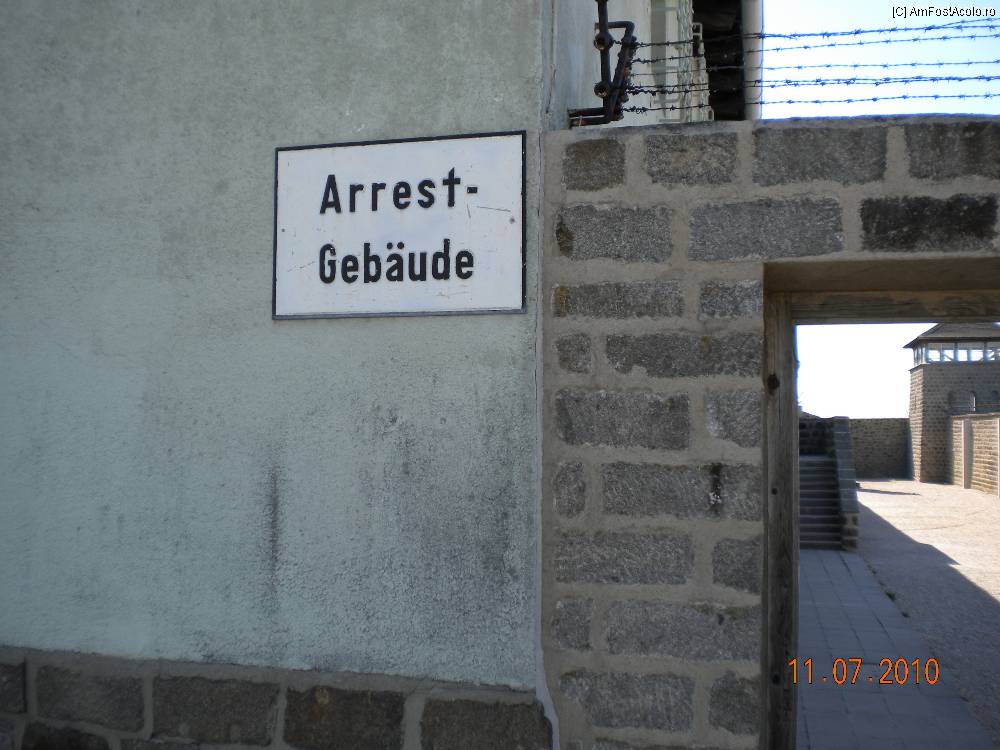 [C] AmFostAcolo.ro
Arrest-
Gebäude
11.07.2010